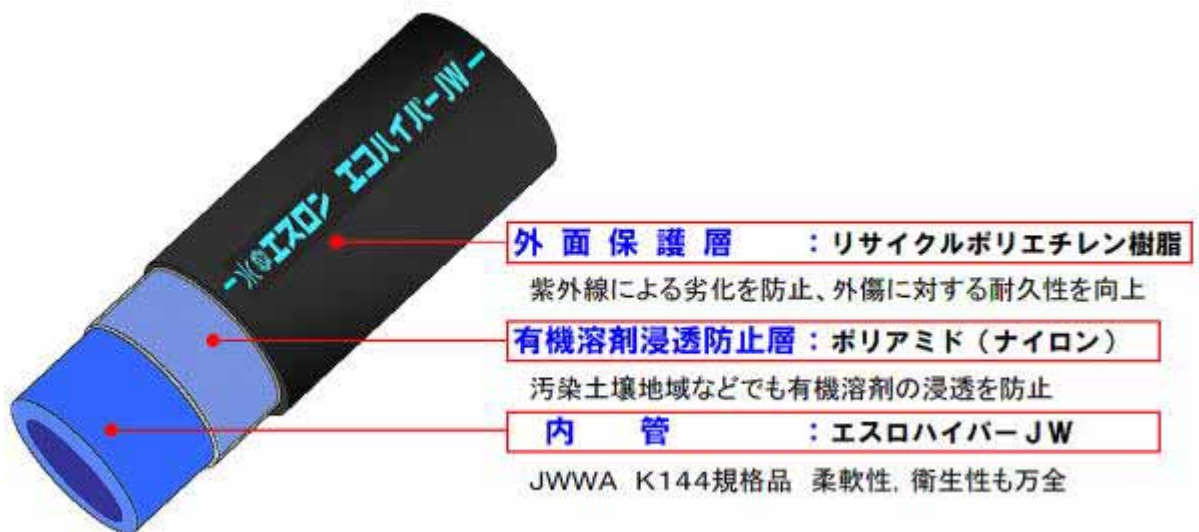 エスロン エコハイパーJW
外面保護層 ：リサイクルポリエチレン樹脂
紫外線による劣化を防止、外傷に対する耐久性を向上
有機溶剤浸透防止層：ポリアミド（ナイロン）
汚染土壌地域などでも有機溶剤の浸透を防止
内管 ：エスロハイパーＪＷ
JWWA K144規格品 柔軟性，衛生性も万全